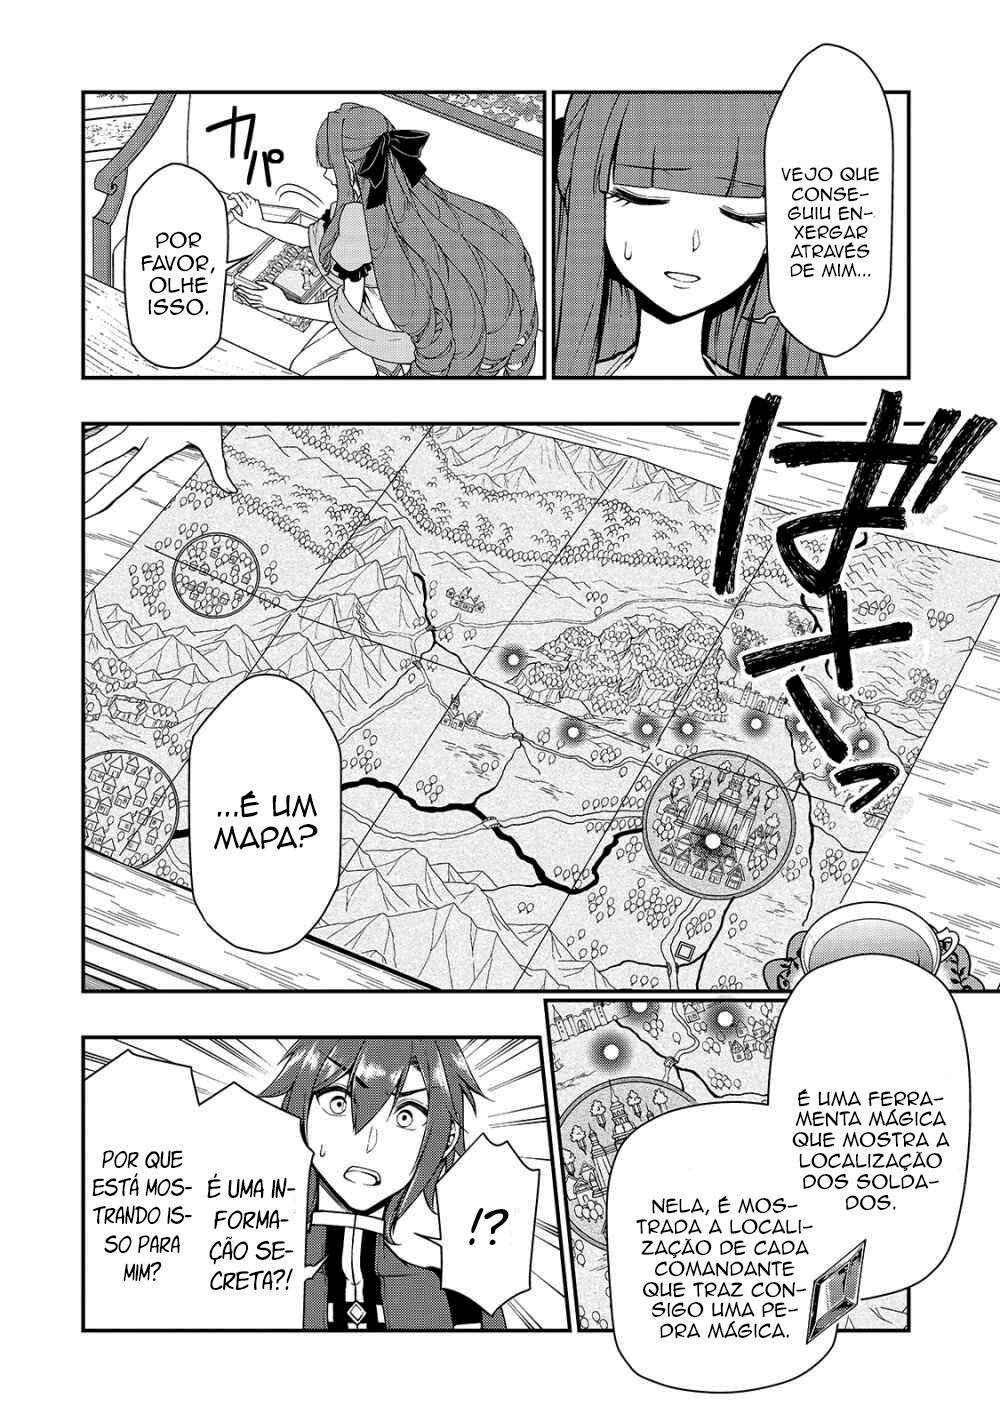 VEJO QUE
CONSE-
GUIU EN-
XERGAR
ATRAVÉS
DE MIM...
カパ
POR
FAVOR,
OLHE
ISSO.
ばさっ
...É UM
MAPA?
É UMA FERRA-
MENTA MÁGICA
QUE MOSTRA A
LOCALIZAÇÃO
DOS SOLDA-
DOS.
NELA, É MOS-
TRADA A LOCALI-
ZAÇÃO DE CADA
COMANDANTE
QUE TRAZ CON-
SIGO UMA PE-
DRA MÁGICA.
!?
É UMA IN-
FORMA-
ÇÃO SE-
CRETA?!
POR QUE
ESTÁ MOS-
TRANDO IS-
SO PARA
MIM?